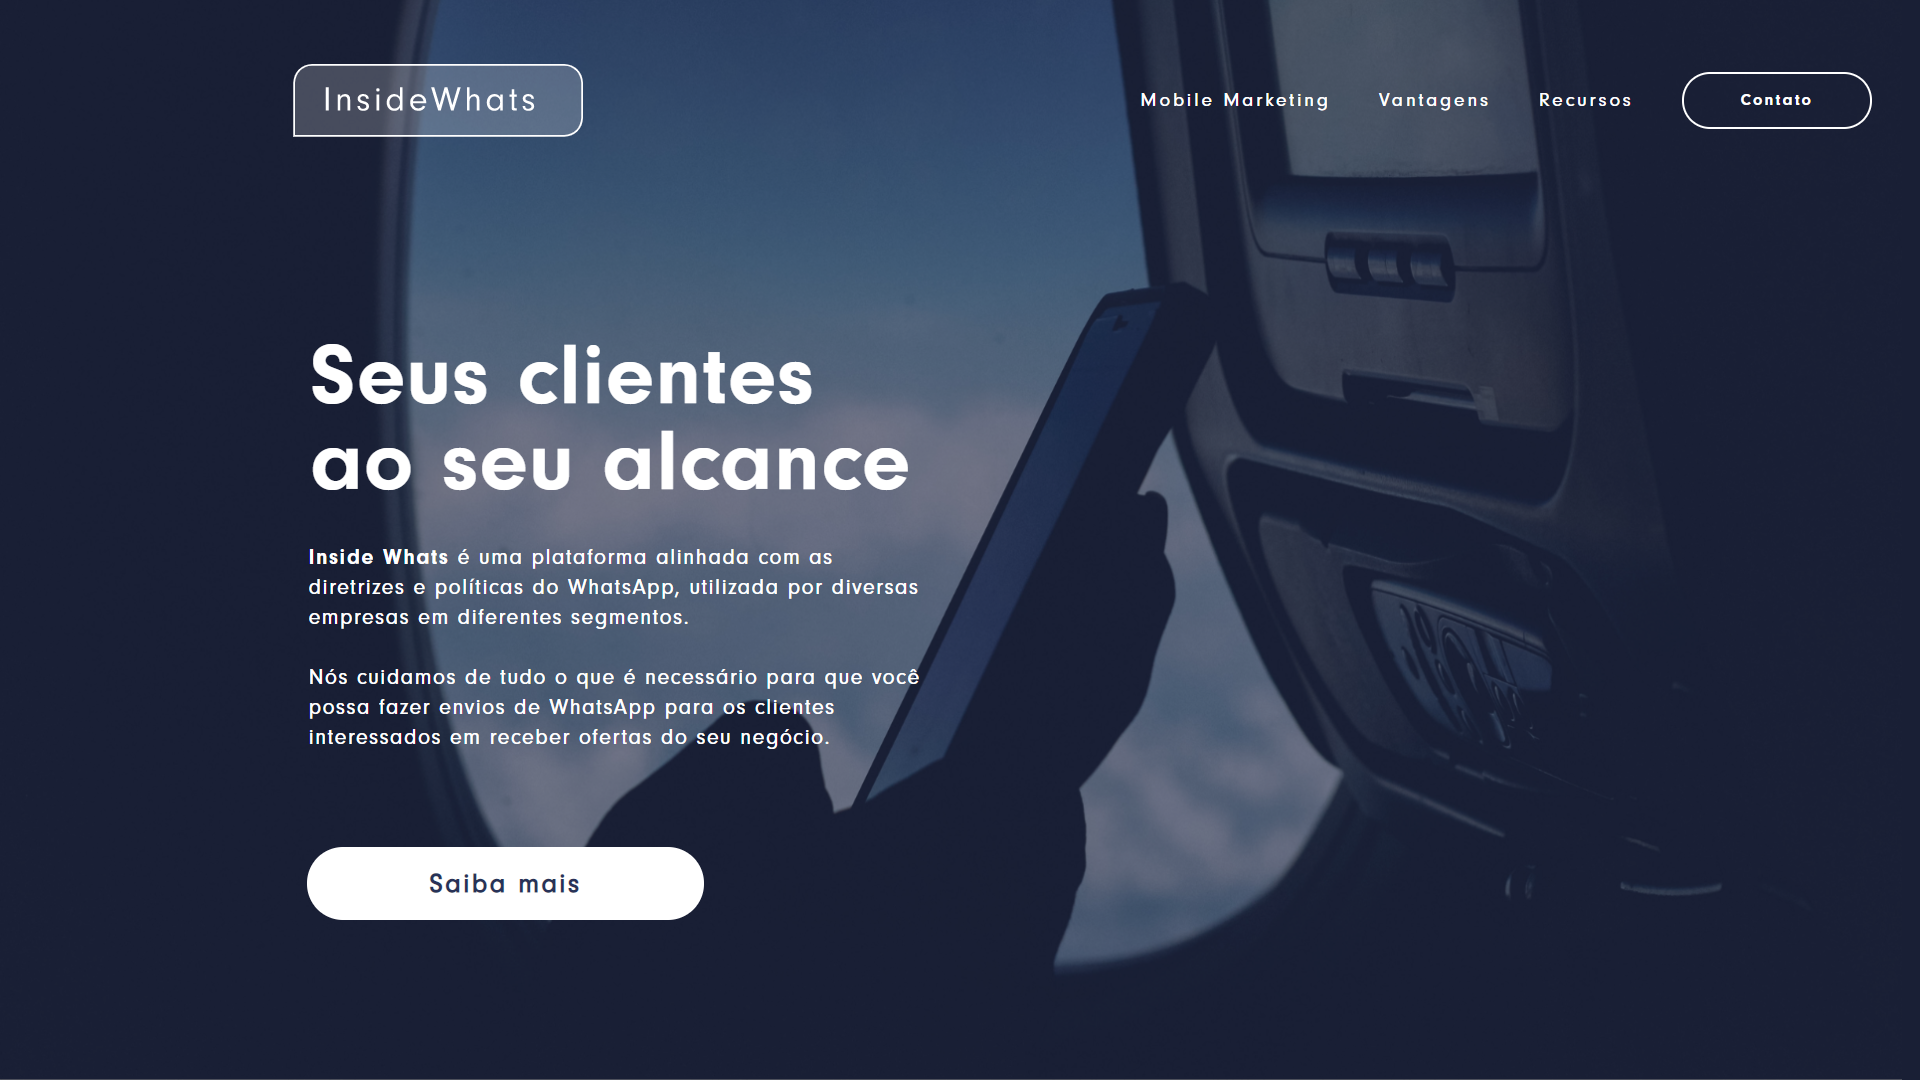 InsideWhats
Mobile Marketing
Vantagens
Recursos
Contato
Seus clientes
ao seu alcance
Inside Whats é uma plataforma alinhada com as
diretrizes e políticas do WhatsApp, utilizada por diversas
empresas em diferentes segmentos.
Nós cuidamos de tudo o que é necessário para que você
possa fazer envios de WhatsApp para os clientes
interessados em receber ofertas do seu negócio.
Saiba mais